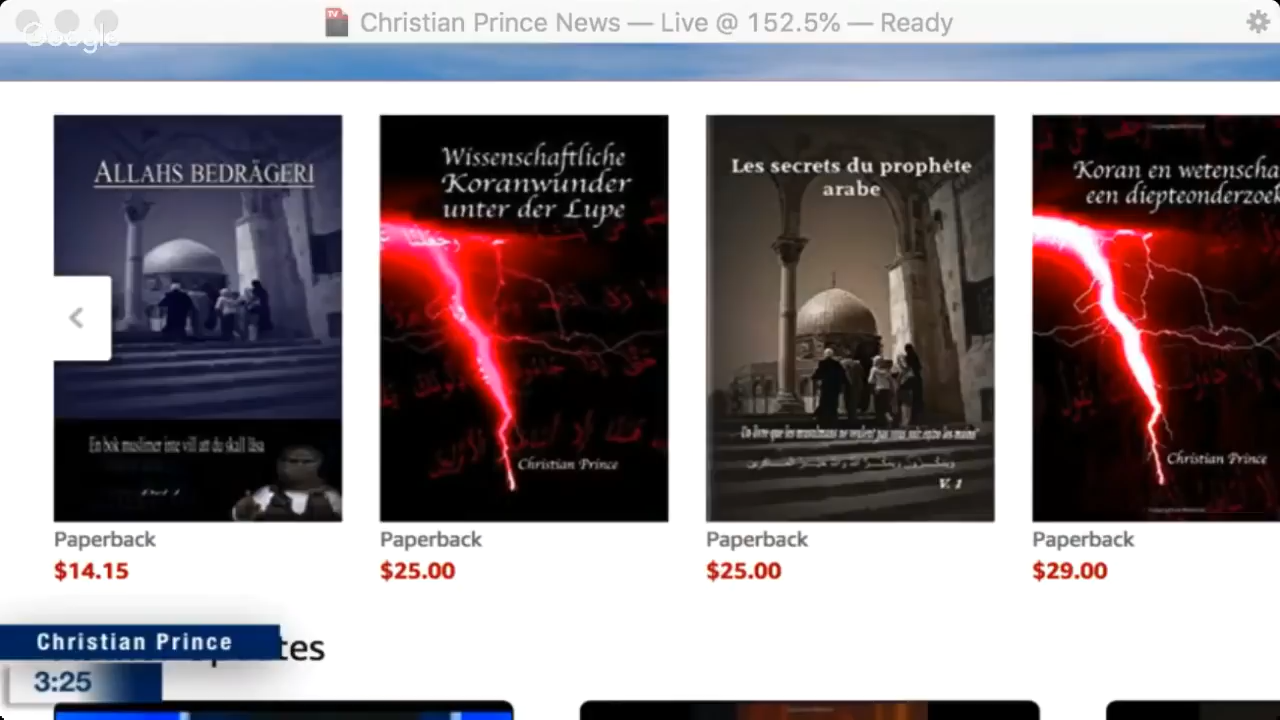 Google
Christian Prince News — Live @ 152.5% — Ready
ALLAHS BEDRÄGERI
En bok muslimer inte vill att du skall läsa
Wissenschaftliche
Koranwunder
unter der Lupe
Christian Prince
Les secrets du prophète
arabe
V. 1
Koran en wetenscha
een diepteonderzoek
Christian Prince
Paperback
$14.15
Paperback
$25.00
Paperback
$25.00
Paperback
$29.00
Christian Prince
tes
3:25